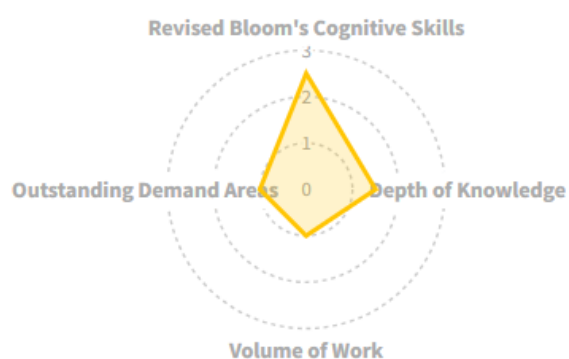 Revised Bloom's Cognitive Skills
3
2
1
Outstanding Demand Areas 0 Depth of Knowledge
Volume of Work